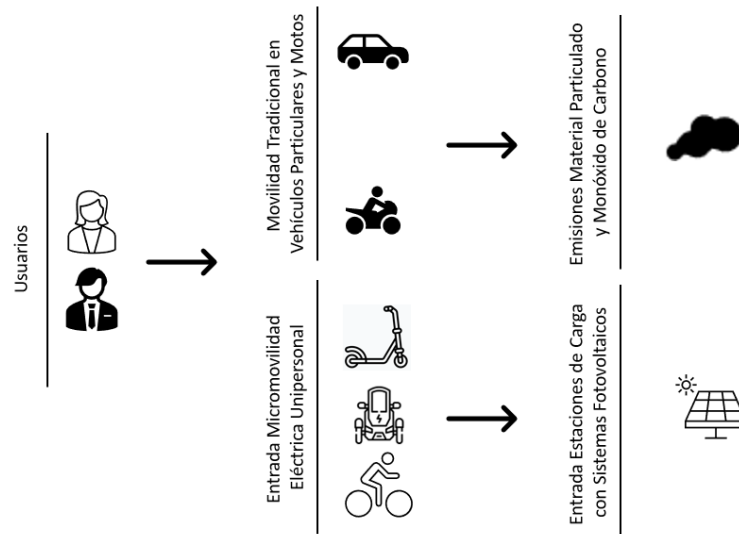 Usuarios
Movilidad Tradicional en
Vehículos Particulares y Motos
Entrada Micromovilidad
Eléctrica Unipersonal
Emisiones Material Particulado
y Monóxido de Carbono
Entrada Estaciones de Carga
con Sistemas Fotovoltaicos